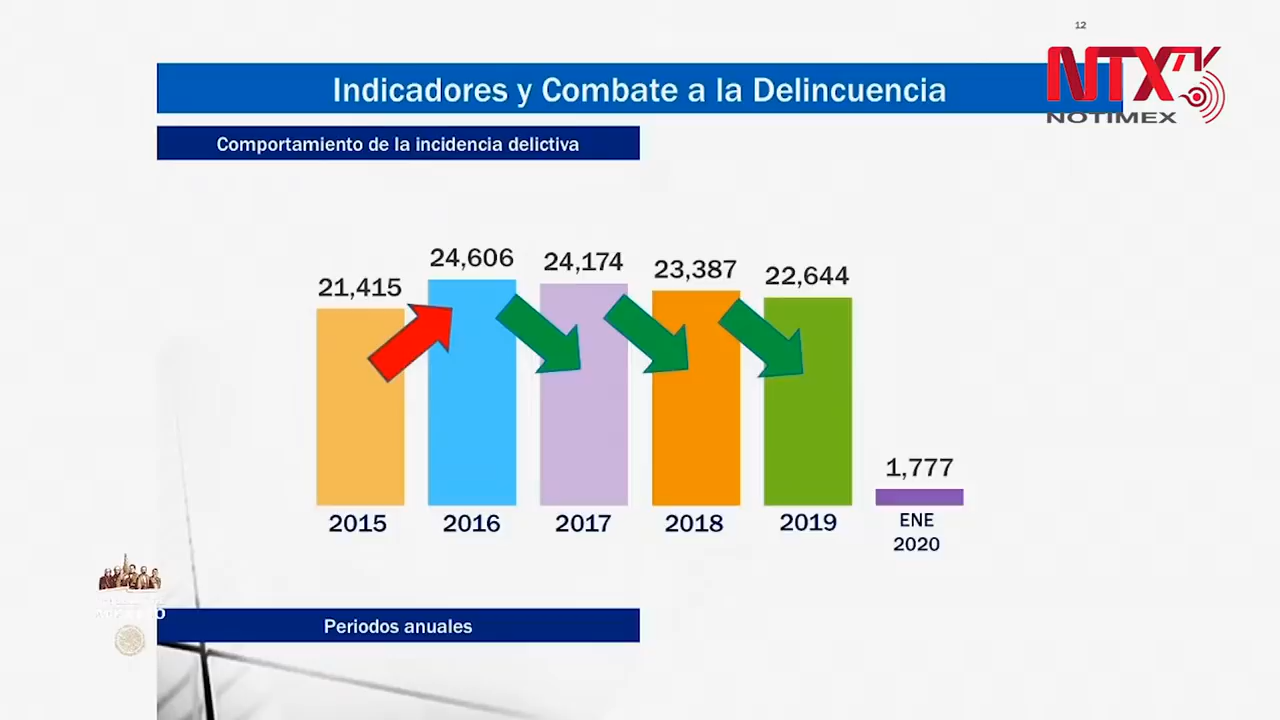 12
NTX TV
NOTIMEX
Indicadores y Combate a la Delincuencia
Comportamiento de la incidencia delictiva
21,415
24,606
24,174
23,387
22,644
1,777
2015
2016
2017
2018
2019
ENE
2020
Periodos anuales